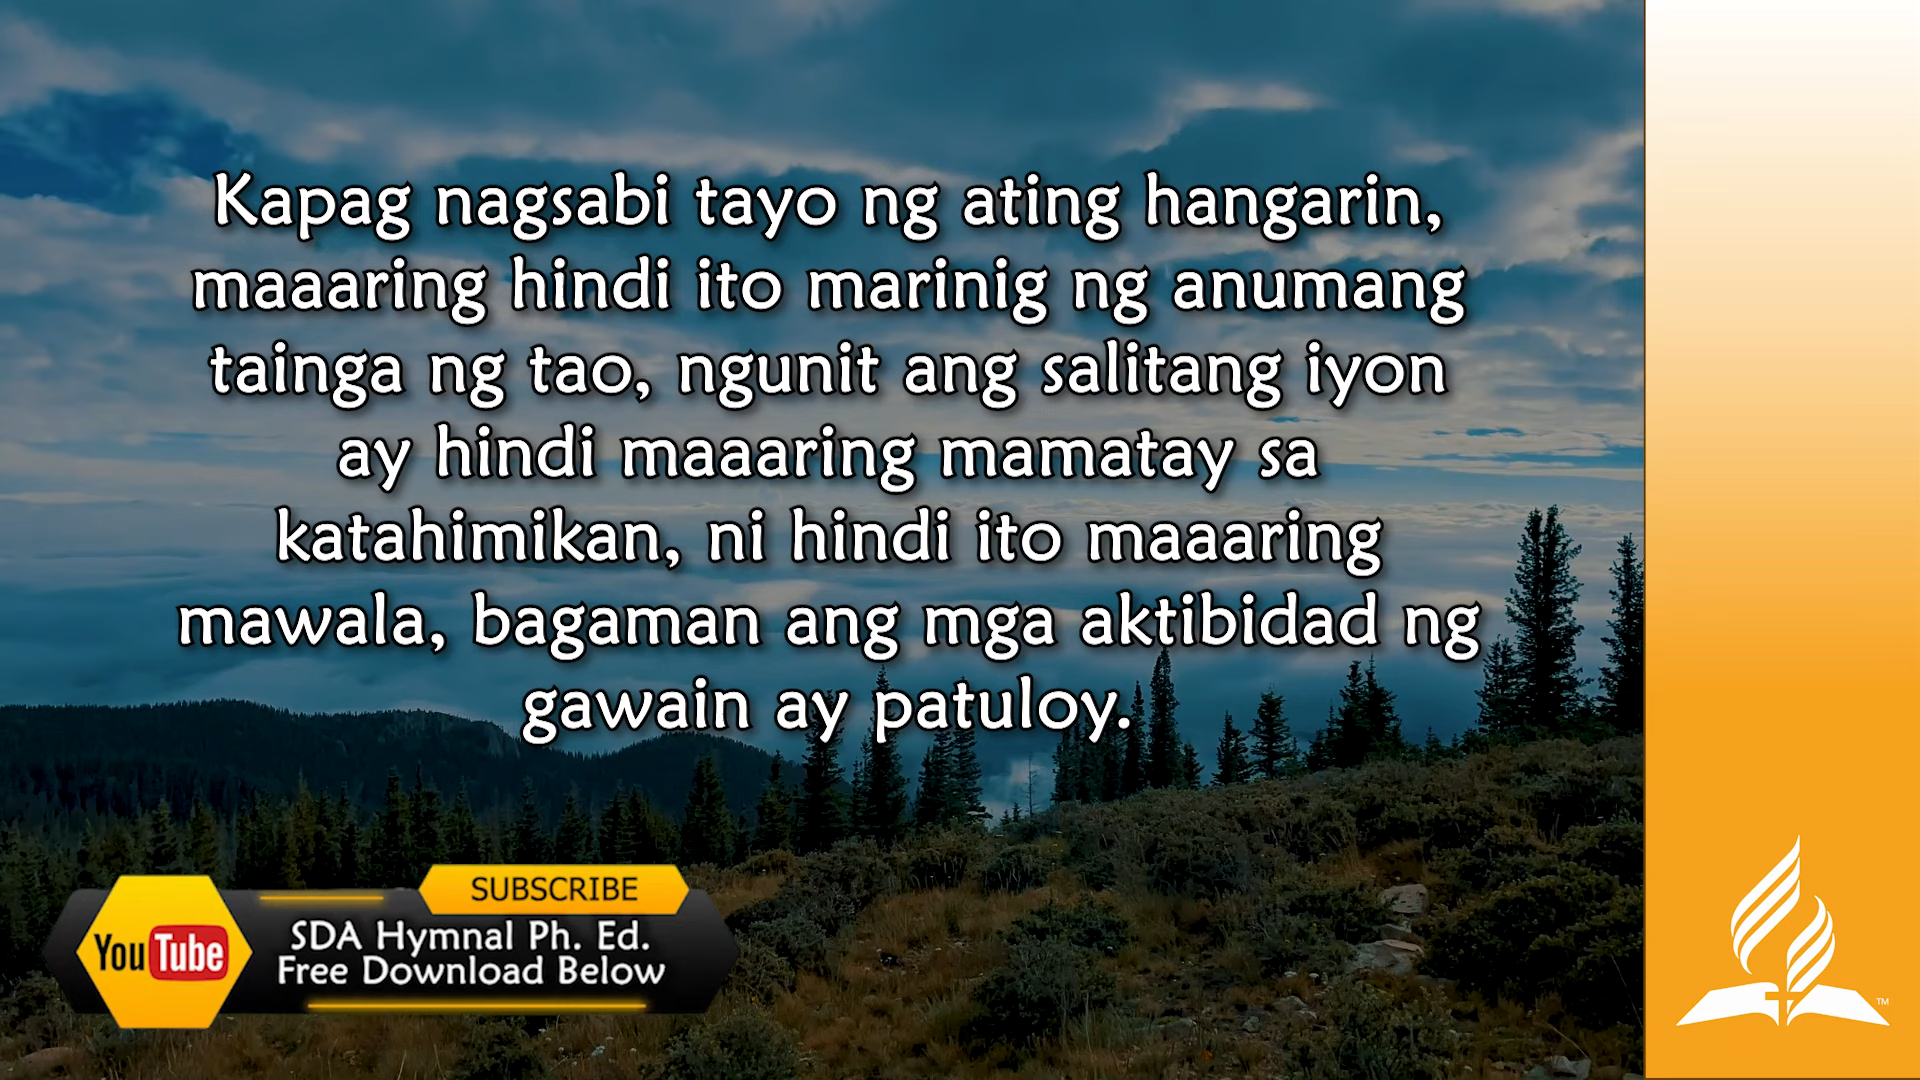 Kapag nagsabi tayo ng ating hangarin,
maaaring hindi ito marinig ng anumang
tainga ng tao, ngunit ang salitang iyon
ay hindi maaaring mamatay sa
katahimikan, ni hindi ito maaaring
mawala, bagaman ang mga aktibidad ng
gawain ay patuloy.
SUBSCRIBE
YouTube
SDA Hymnal Ph. Ed.
Free Download Below
TM